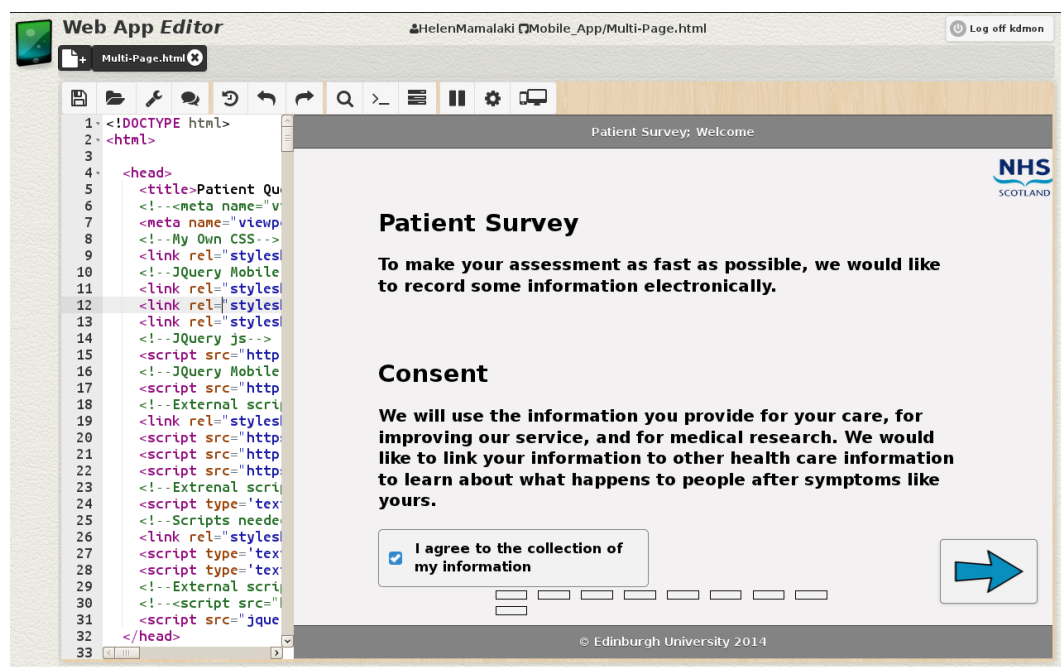 Web App Editor
HelenMamalaki Mobile_App/Multi-Page.html
Log off kdmon
Multi-Page.html
1 <!DOCTYPE html>
2 <html>
3
4 <head>
5 <title>Patient Qu
6 <!--<meta name="v
7 <meta name="viewp
8 <!--My Own CSS-->
9 <link rel="styles
10 <!--JQuery Mobile
11 <link rel="styles
12 <link rel="styles
13 <link rel="styles
14 <!--JQuery js-->
15 <script src="http
16 <!--JQuery Mobile
17 <script src="http
18 <!--External scri
19 <link rel="styles
20 <script src="http
21 <script src="http
22 <script src="http
23 <!--Extrenal scri
24 <script type='tex
25 <!--Scripts neede
26 <link rel="styles
27 <script type='tex
28 <script type='tex
29 <!--External scri
30 <!--<script src="
31 <script src="jque
32 </head>
33
Patient Survey; Welcome
NHS
SCOTLAND
Patient Survey
To make your assessment as fast as possible, we would like
to record some information electronically.
Consent
We will use the information you provide for your care, for
improving our service, and for medical research. We would
like to link your information to other health care information
to learn about what happens to people after symptoms like
yours.
I agree to the collection of
my information
© Edinburgh University 2014